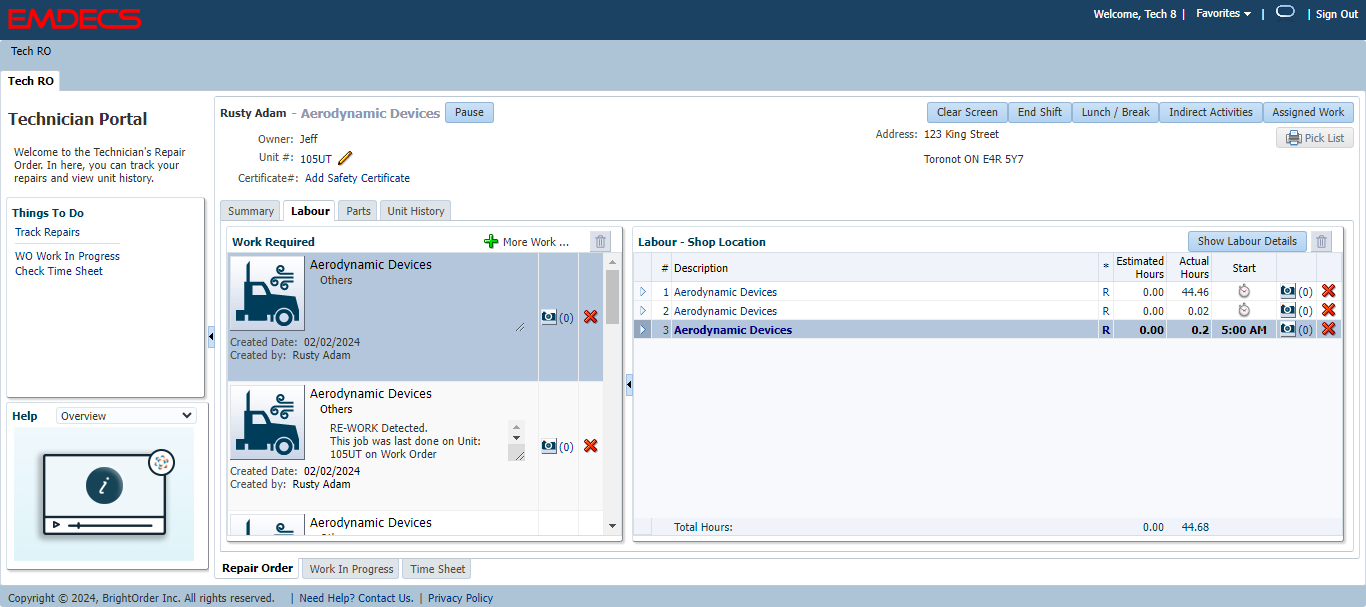 EMDECS
Welcome, Tech 8 | Favorites | | Sign Out
Tech RO
Tech RO
Technician Portal
Welcome to the Technician's Repair
Order. In here, you can track your
repairs and view unit history.
Things To Do
Track Repairs
WO Work In Progress
Check Time Sheet
Help Overview
i
Rusty Adam - Aerodynamic Devices Pause
Clear Screen End Shift Lunch / Break Indirect Activities Assigned Work
Owner: Jeff
Address: 123 King Street
Pick List
Unit #: 105UT
Toronot ON E4R 5Y7
Certificate#: Add Safety Certificate
Summary Labour Parts Unit History
Work Required More Work ...
Aerodynamic Devices
Others
(0)
Created Date: 02/02/2024
Created by: Rusty Adam
Aerodynamic Devices
Others
RE-WORK Detected.
This job was last done on Unit:
105UT on Work Order
(0)
Created Date: 02/02/2024
Created by: Rusty Adam
Aerodynamic Devices
Labour - Shop Location Show Labour Details
# Description * Estimated Hours Actual Hours Start
1 Aerodynamic Devices R 0.00 44.46 (0)
2 Aerodynamic Devices R 0.00 0.02 (0)
3 Aerodynamic Devices R 0.00 0.2 5:00 AM (0)
Total Hours: 0.00 44.68
Repair Order Work In Progress Time Sheet
Copyright © 2024, BrightOrder Inc. All rights reserved. | Need Help? Contact Us. | Privacy Policy